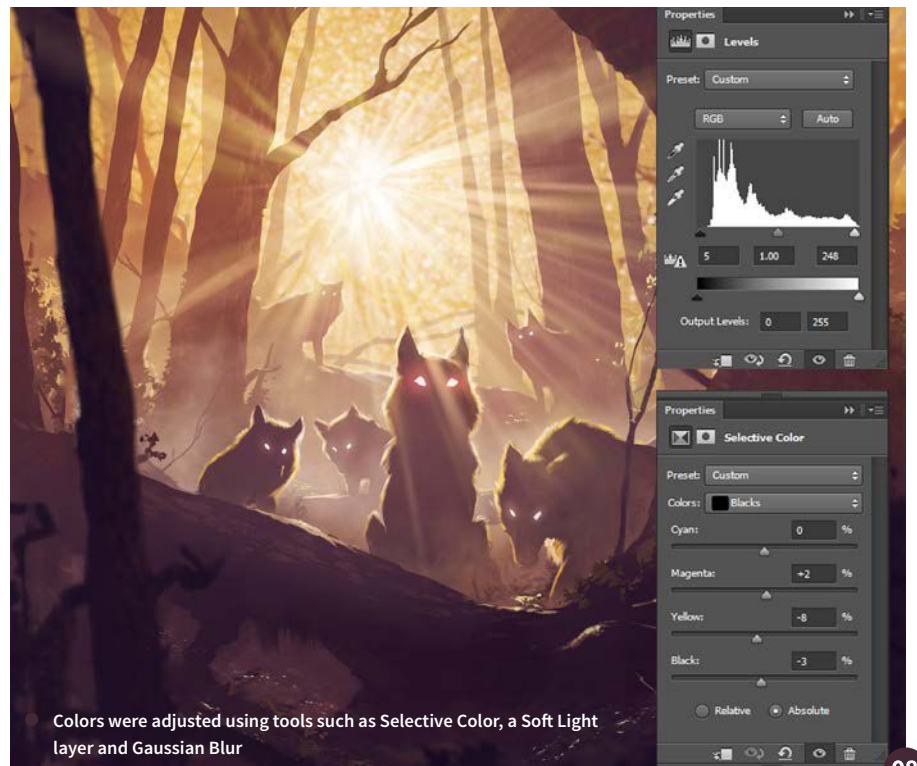 Properties
Levels
Preset: Custom
RGB Auto
5 1.00 248
Output Levels: 0 255
Properties
Selective Color
Preset: Custom
Colors: Blacks
Cyan: 0 %
Magenta: +2 %
Yellow: -8 %
Black: -3 %
Relative Absolute
Colors were adjusted using tools such as Selective Color, a Soft Light
layer and Gaussian Blur